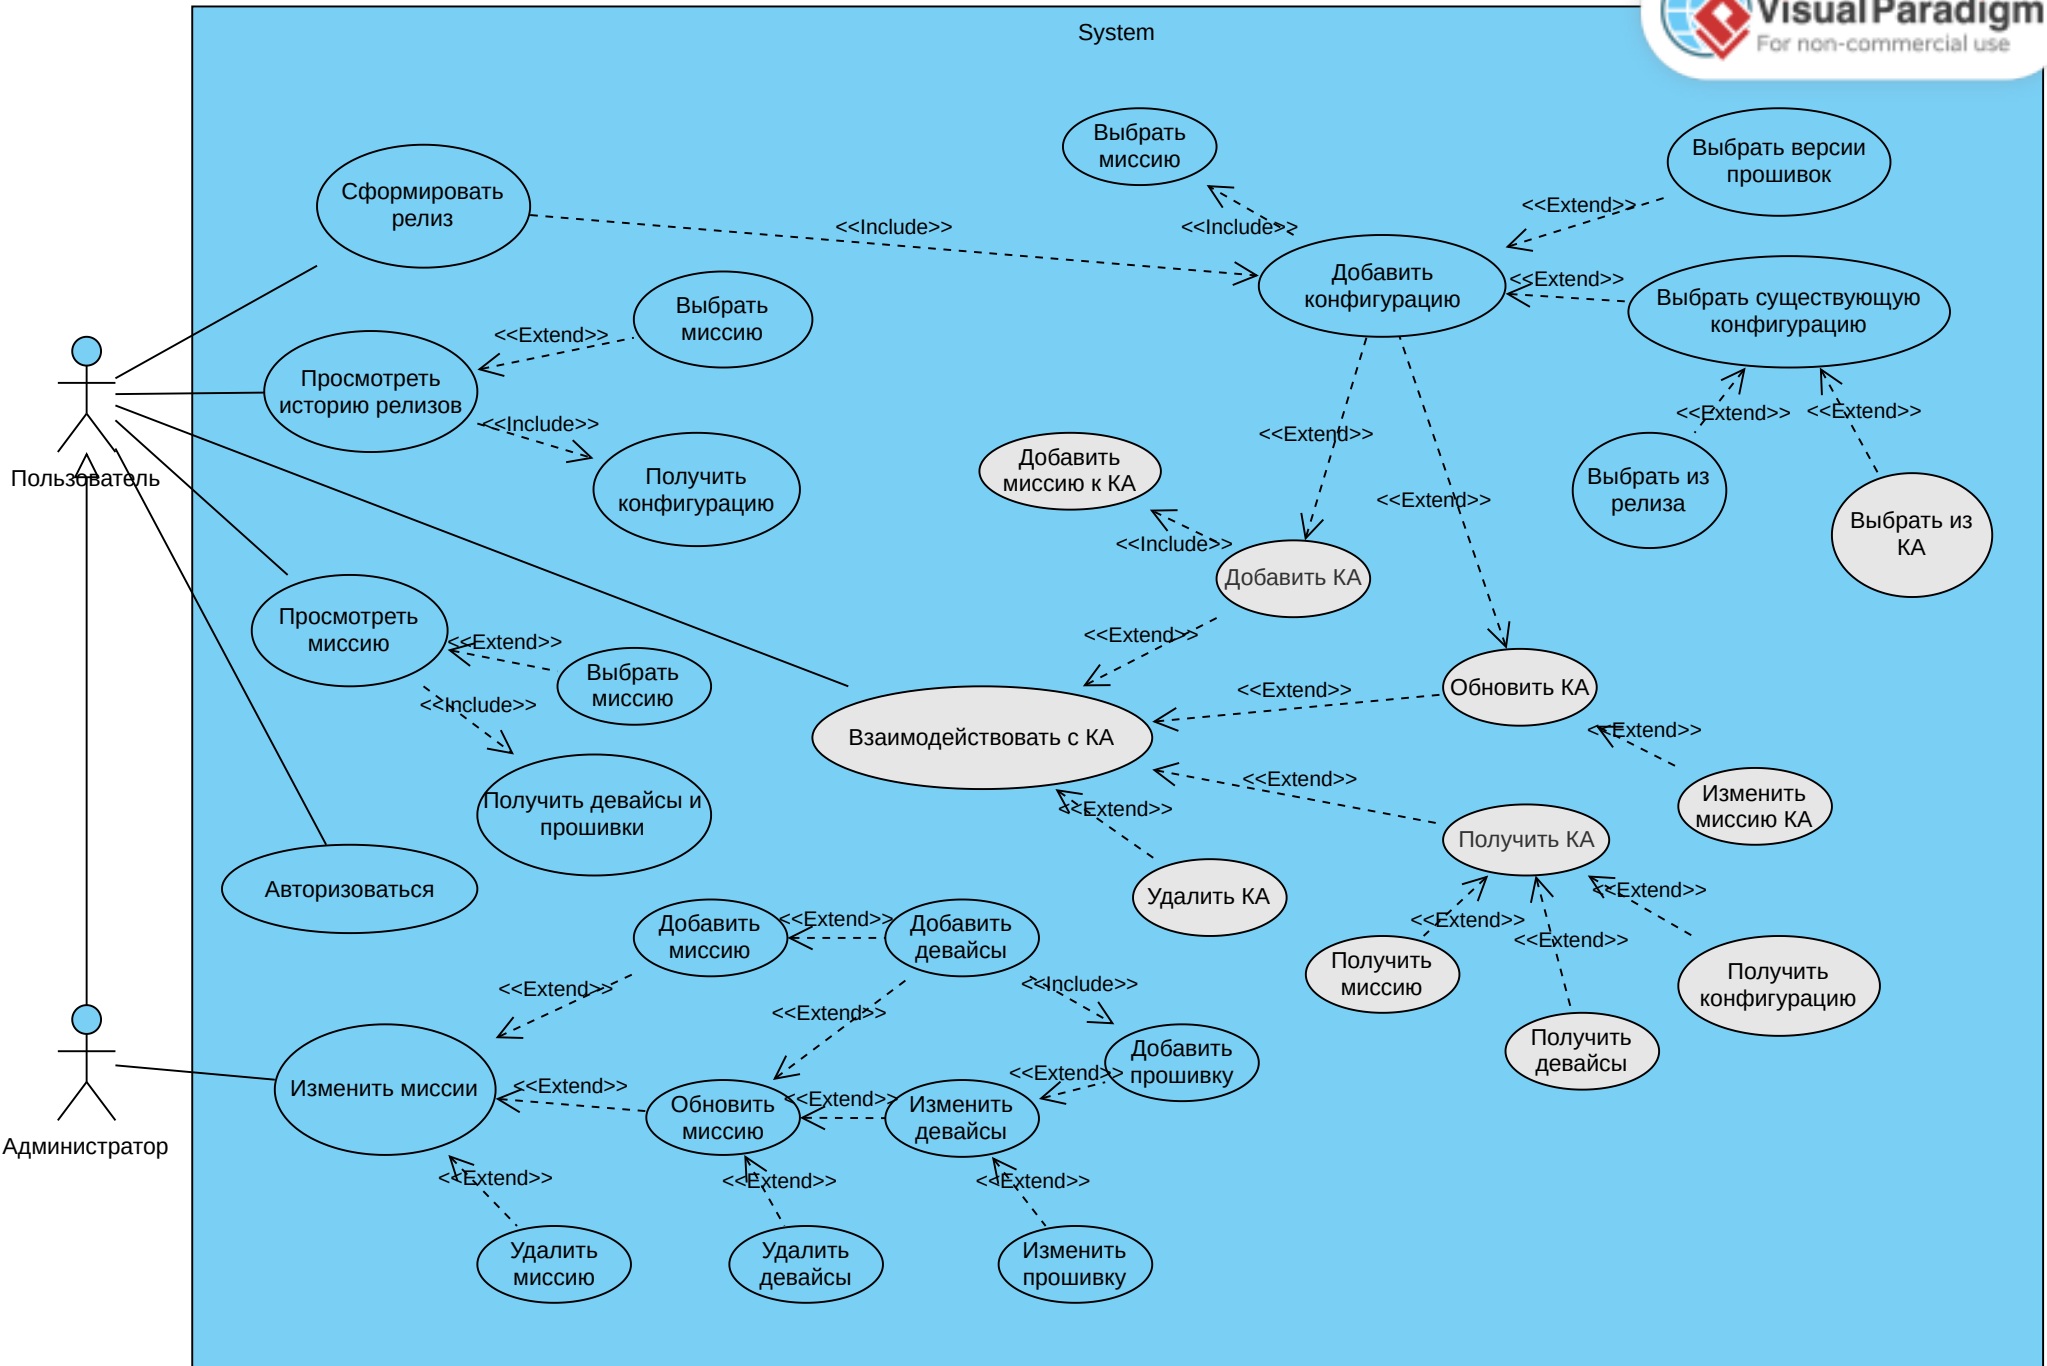 System
Visual Paradigm
For non-commercial use
Выбрать
миссию
Выбрать версии
прошивок
Сформировать
релиз
<<Include>>
<<Include>>
<<Extend>>
Добавить
конфигурацию
<<Extend>>
Выбрать существующую
конфигурацию
Выбрать
миссию
<<Extend>>
Просмотреть
историю релизов
<<Include>>
Получить
конфигурацию
Пользователь
<<Extend>>
<<Extend>>
<<Extend>>
<<Extend>>
Добавить
миссию к КА
<<Include>>
Добавить КА
Выбрать из
релиза
Выбрать из
КА
Просмотреть
миссию
<<Extend>>
Выбрать
миссию
<<Include>>
Получить девайсы и
прошивки
<<Extend>>
<<Extend>>
Обновить КА
<<Extend>>
Взаимодействовать с КА
<<Extend>>
<<Extend>>
Изменить
миссию КА
Получить КА
Авторизоваться
Удалить КА
<<Extend>>
<<Extend>>
<<Extend>>
Добавить
миссию
<<Extend>>
Добавить
девайсы
Получить
миссию
Получить
конфигурацию
Получить
девайсы
<<Extend>>
<<Extend>>
<<Include>>
Добавить
прошивку
Изменить миссии
<<Extend>>
Обновить
миссию
<<Extend>>
Изменить
девайсы
<<Extend>>
Администратор
<<Extend>>
<<Extend>>
<<Extend>>
Удалить
миссию
Удалить
девайсы
Изменить
прошивку